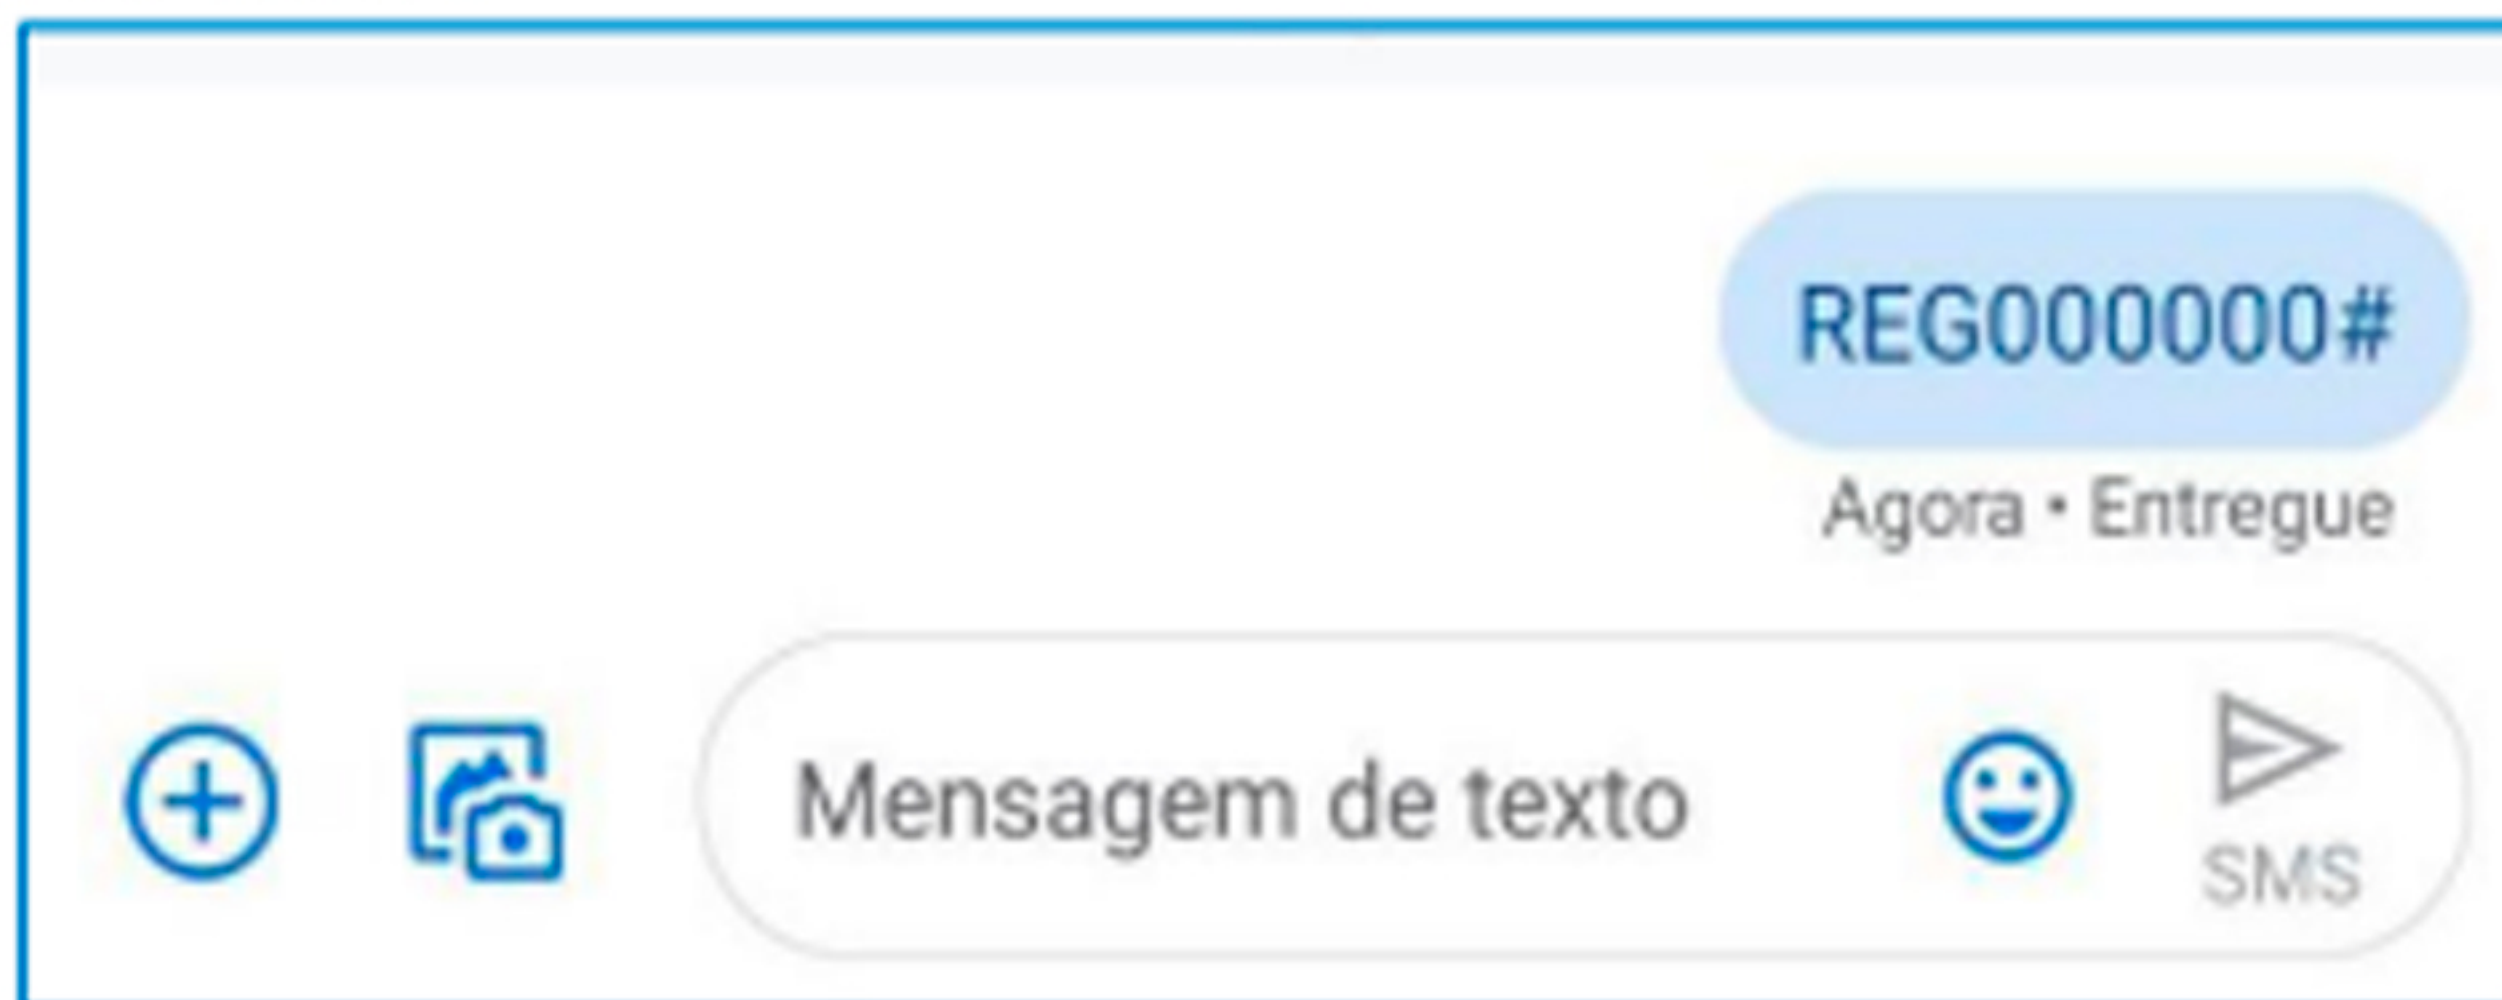 REG000000#
Agora • Entregue
Mensagem de texto
SMS